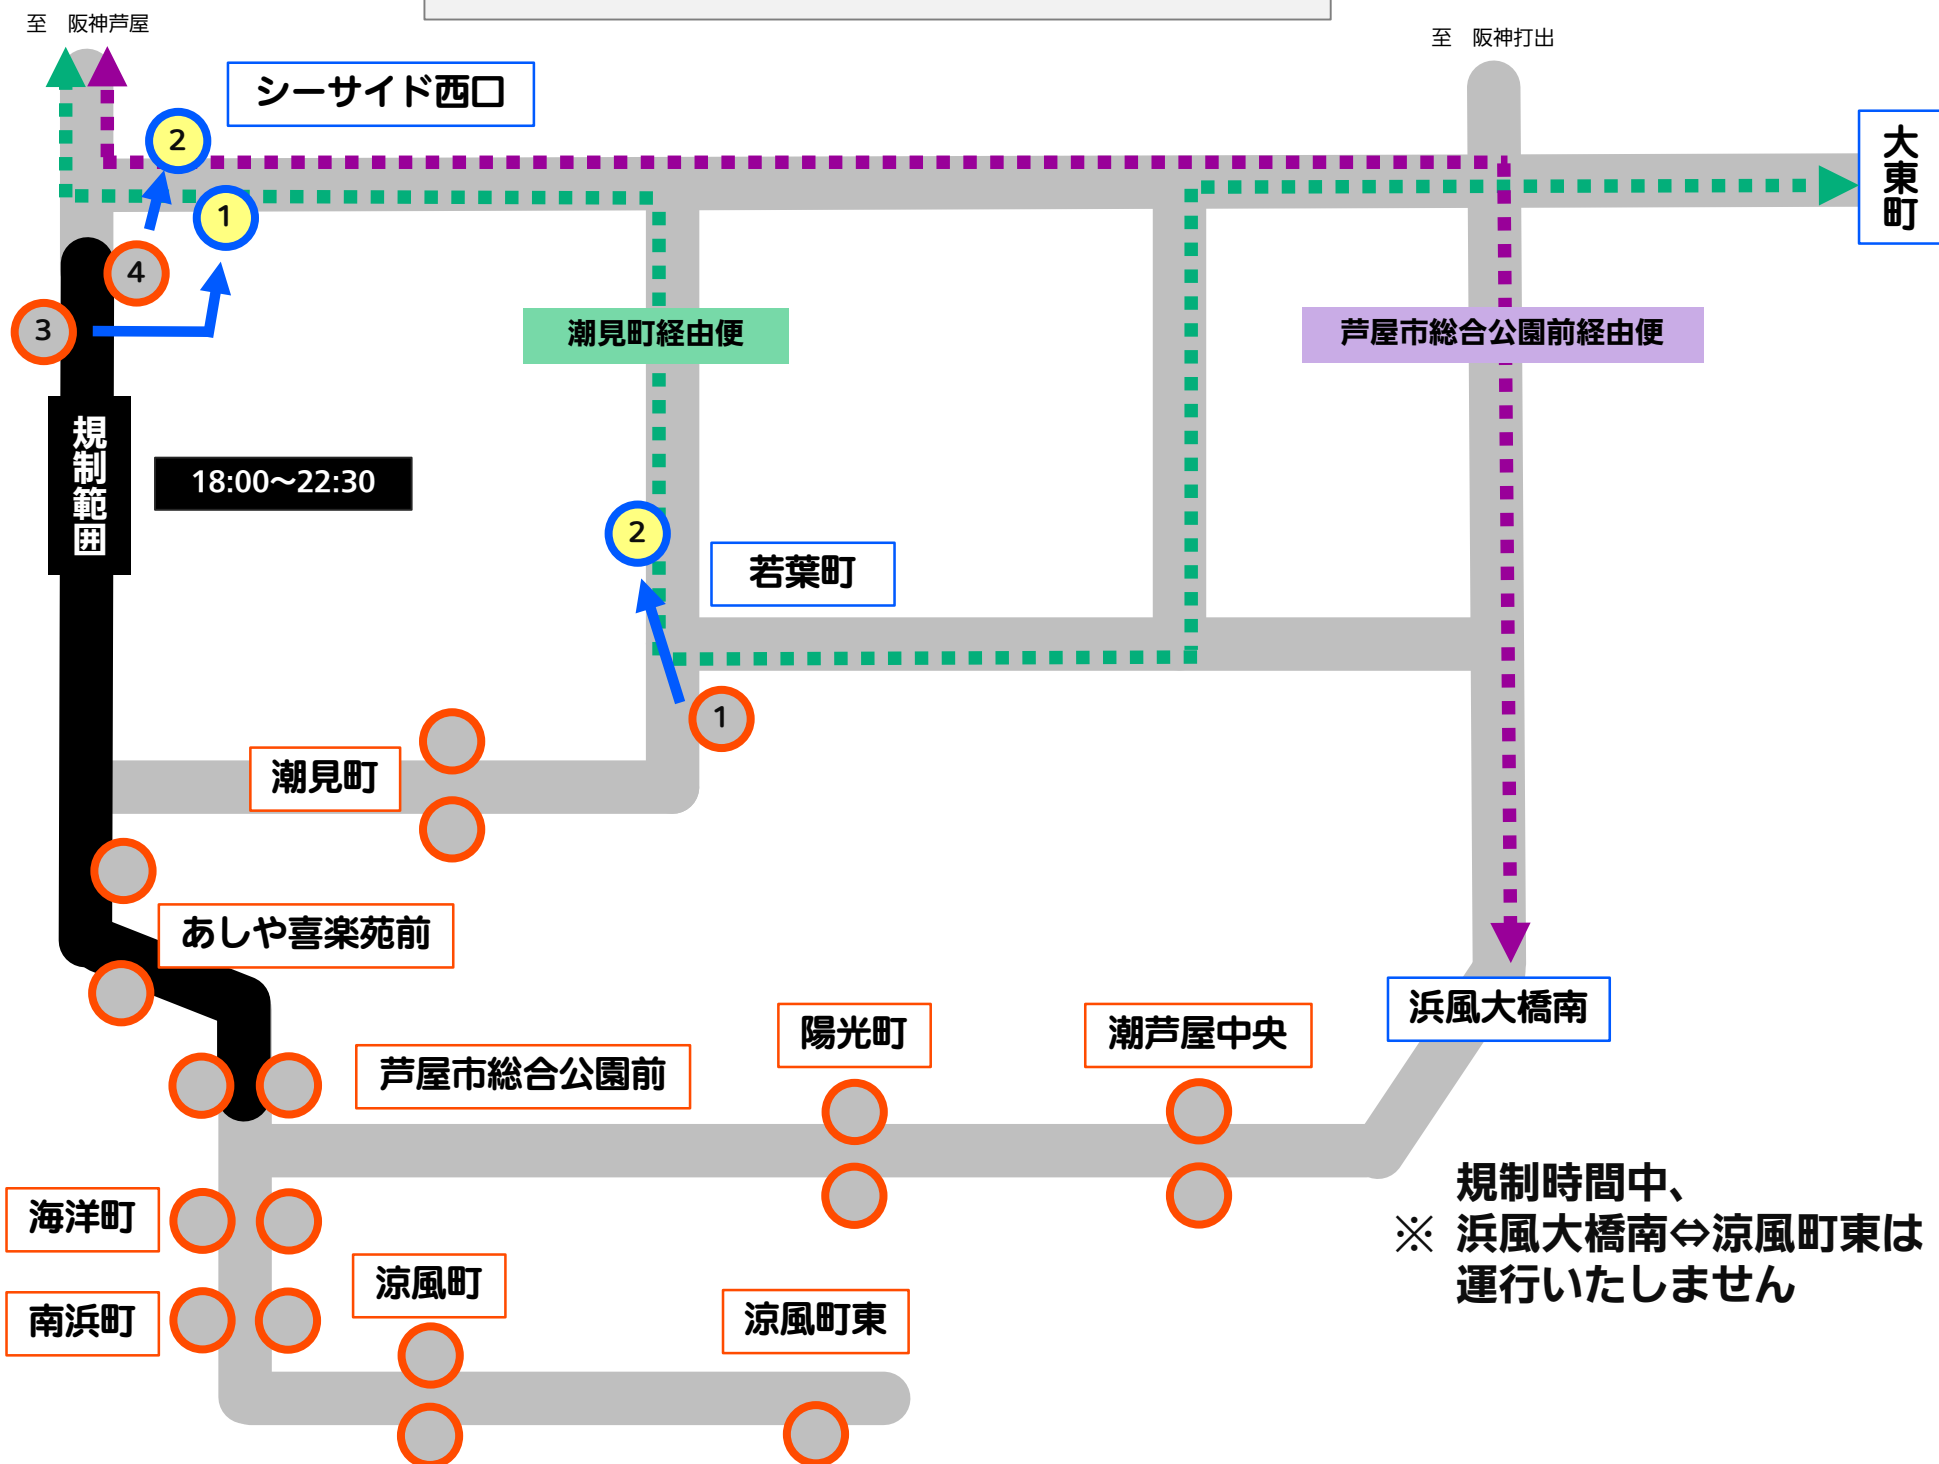 至　阪神芦屋
至　阪神打出
シーサイド西口
2
大東町
1
4
3
潮見町経由便
芦屋市総合公園前経由便
規制範囲
18:00～22:30
2
若葉町
1
潮見町
あしや喜楽苑前
浜風大橋南
陽光町
潮芦屋中央
芦屋市総合公園前
規制時間中、
※ 浜風大橋南⇔涼風町東は
運行いたしません
海洋町
涼風町
南浜町
涼風町東